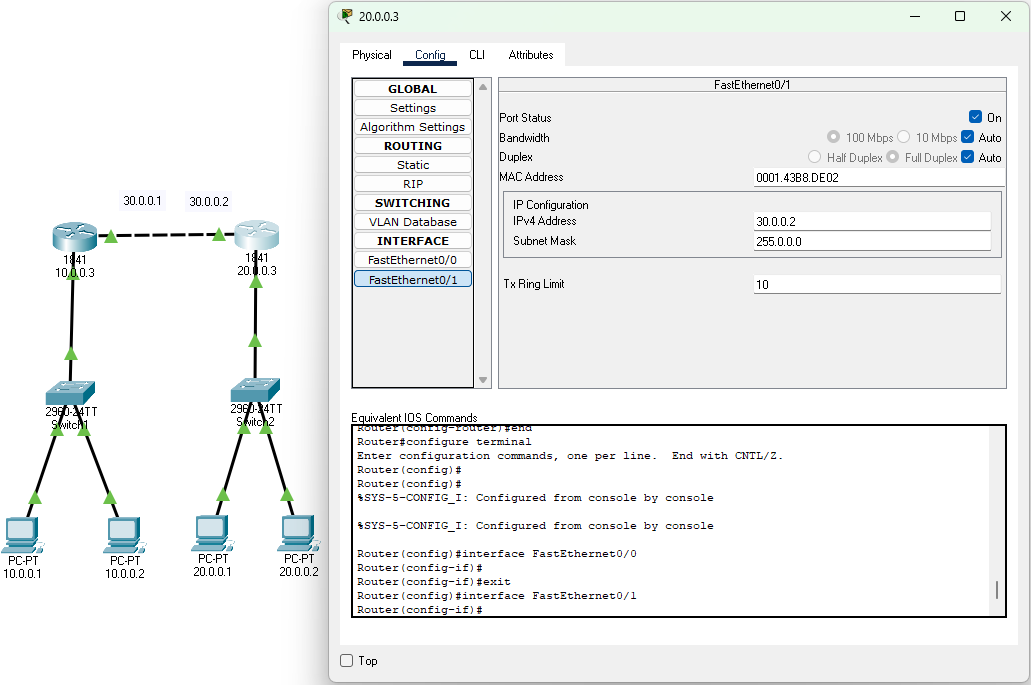 20.0.0.3
Physical Config CLI Attributes
GLOBAL
Settings
Algorithm Settings
ROUTING
Static
RIP
SWITCHING
VLAN Database
INTERFACE
FastEthernet0/0
FastEthernet0/1
FastEthernet0/1
Port Status On
Bandwidth 100 Mbps 10 Mbps Auto
Duplex Half Duplex Full Duplex Auto
MAC Address 0001.43B8.DE02
IP Configuration
IPv4 Address 30.0.0.2
Subnet Mask 255.0.0.0
Tx Ring Limit 10
Equivalent IOS Commands
Router(config-router)#end
Router#configure terminal
Enter configuration commands, one per line. End with CNTL/Z.
Router(config)#
Router(config)#
%SYS-5-CONFIG_I: Configured from console by console
%SYS-5-CONFIG_I: Configured from console by console
Router(config)#interface FastEthernet0/0
Router(config-if)#
Router(config-if)#exit
Router(config)#interface FastEthernet0/1
Router(config-if)#
Top
30.0.0.1 30.0.0.2
1841
10.0.0.3
1841
20.0.0.3
2960-24TT
Switch1
2960-24TT
Switch2
PC-PT
10.0.0.1
PC-PT
10.0.0.2
PC-PT
20.0.0.1
PC-PT
20.0.0.2